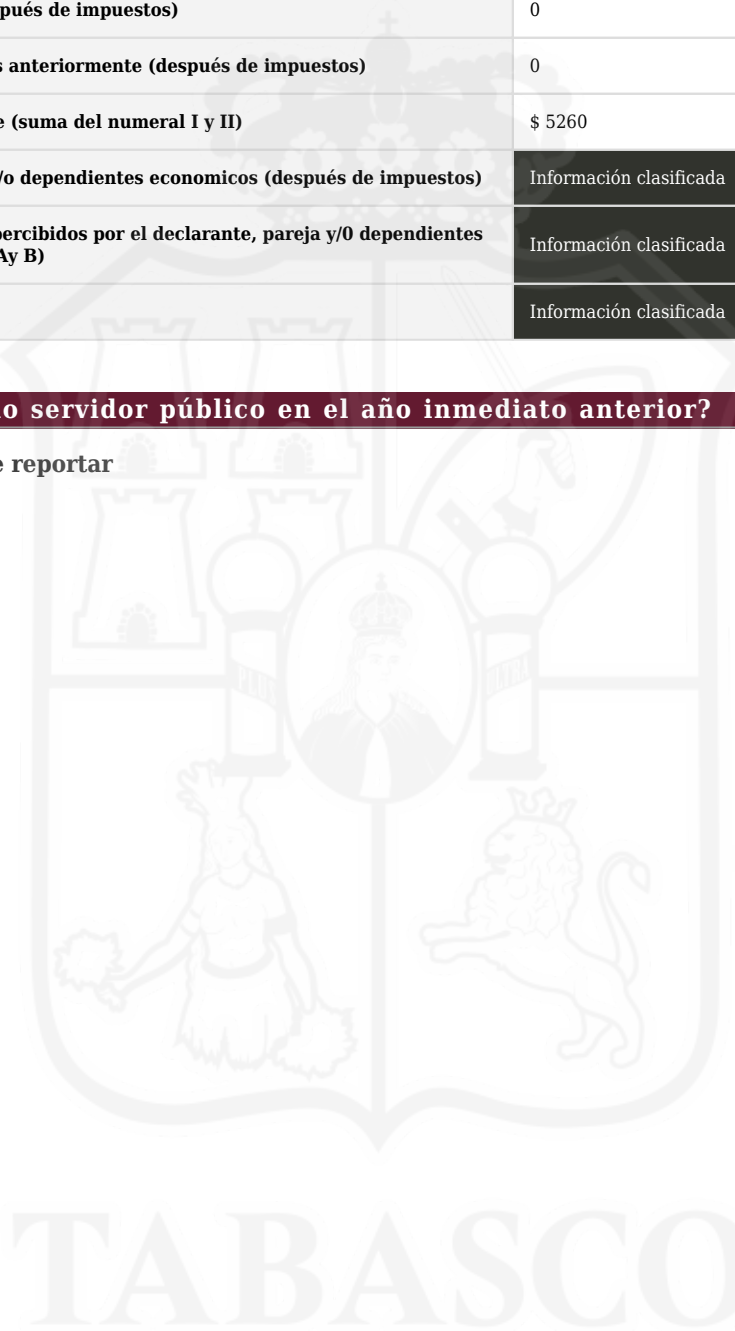 pués de impuestos) 0
s anteriormente (después de impuestos) 0
e (suma del numeral I y II) $ 5260
/o dependientes economicos (después de impuestos) Información clasificada
percibidos por el declarante, pareja y/0 dependientes
Ay B) Información clasificada
Información clasificada
o servidor público en el año inmediato anterior?
e reportar
PLUS ULTRA
TABASCO